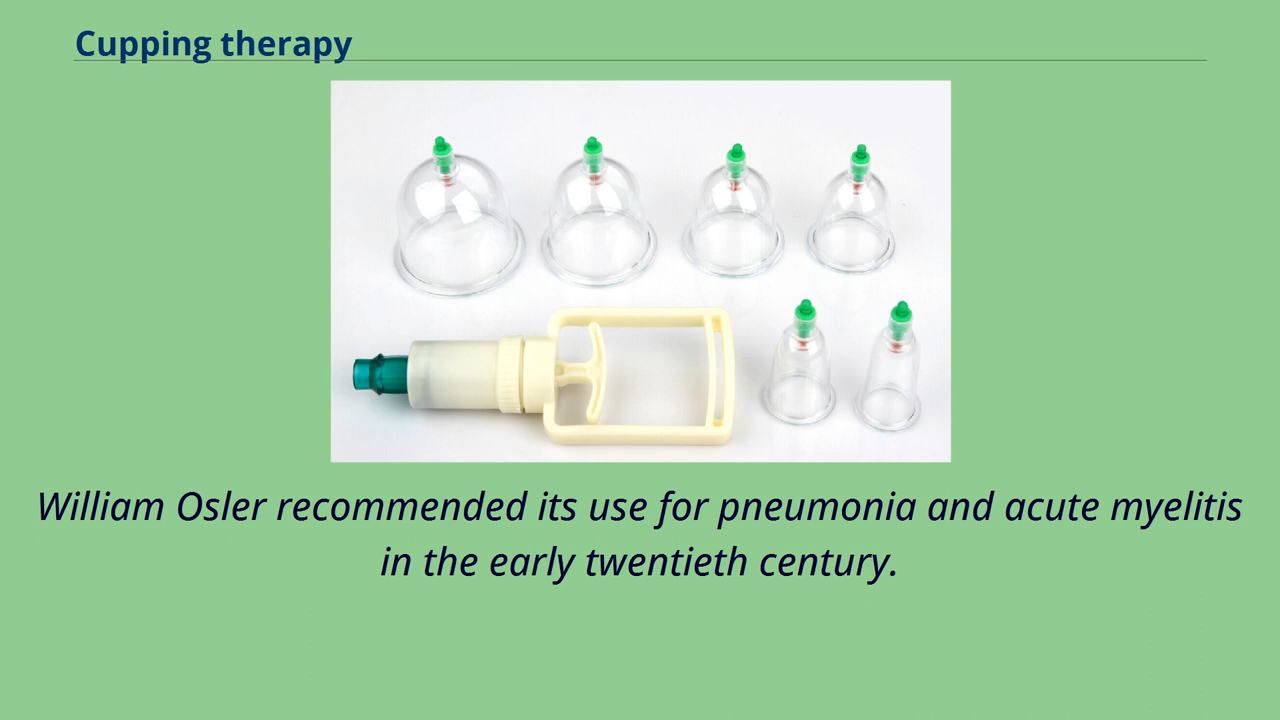 Cupping therapy
William Osler recommended its use for pneumonia and acute myelitis
in the early twentieth century.